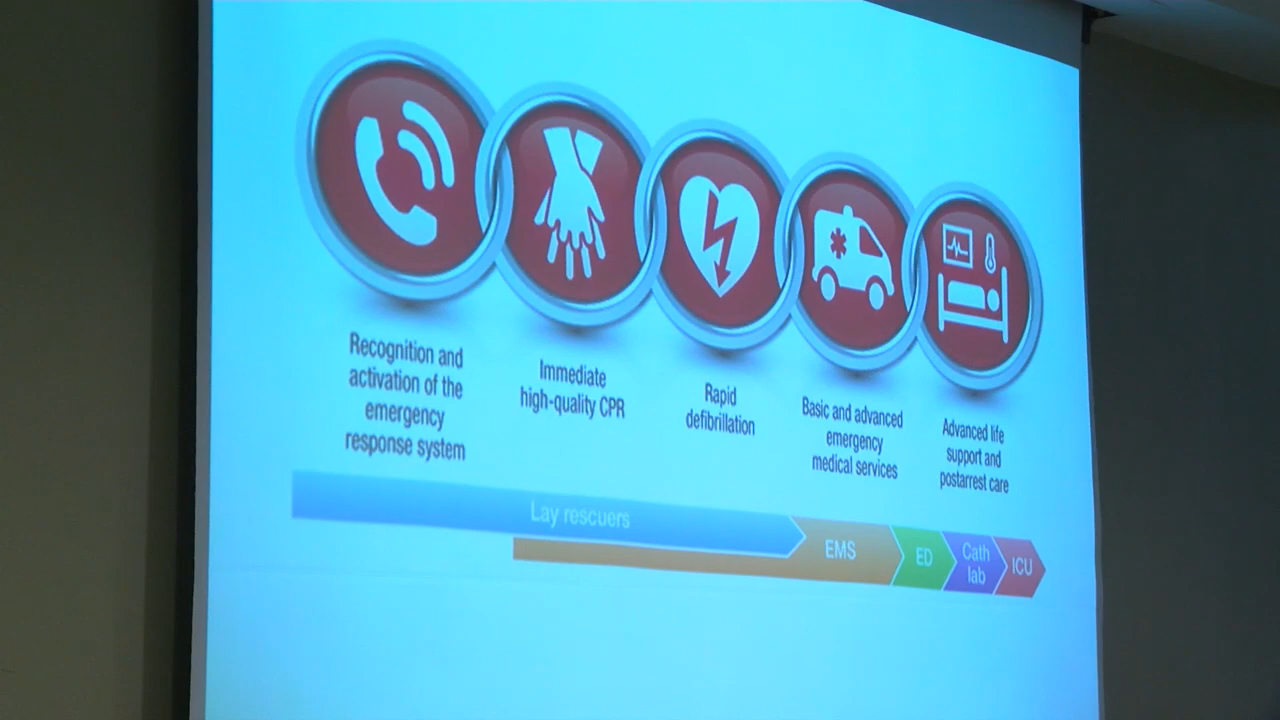 Recognition and
activation of the
emergency
response system
Immediate
high-quality CPR
Rapid
defibrillation
Basic and advanced
emergency
medical services
Advanced life
support and
postarrest care
Lay rescuers
EMS
ED
Cath
lab
ICU